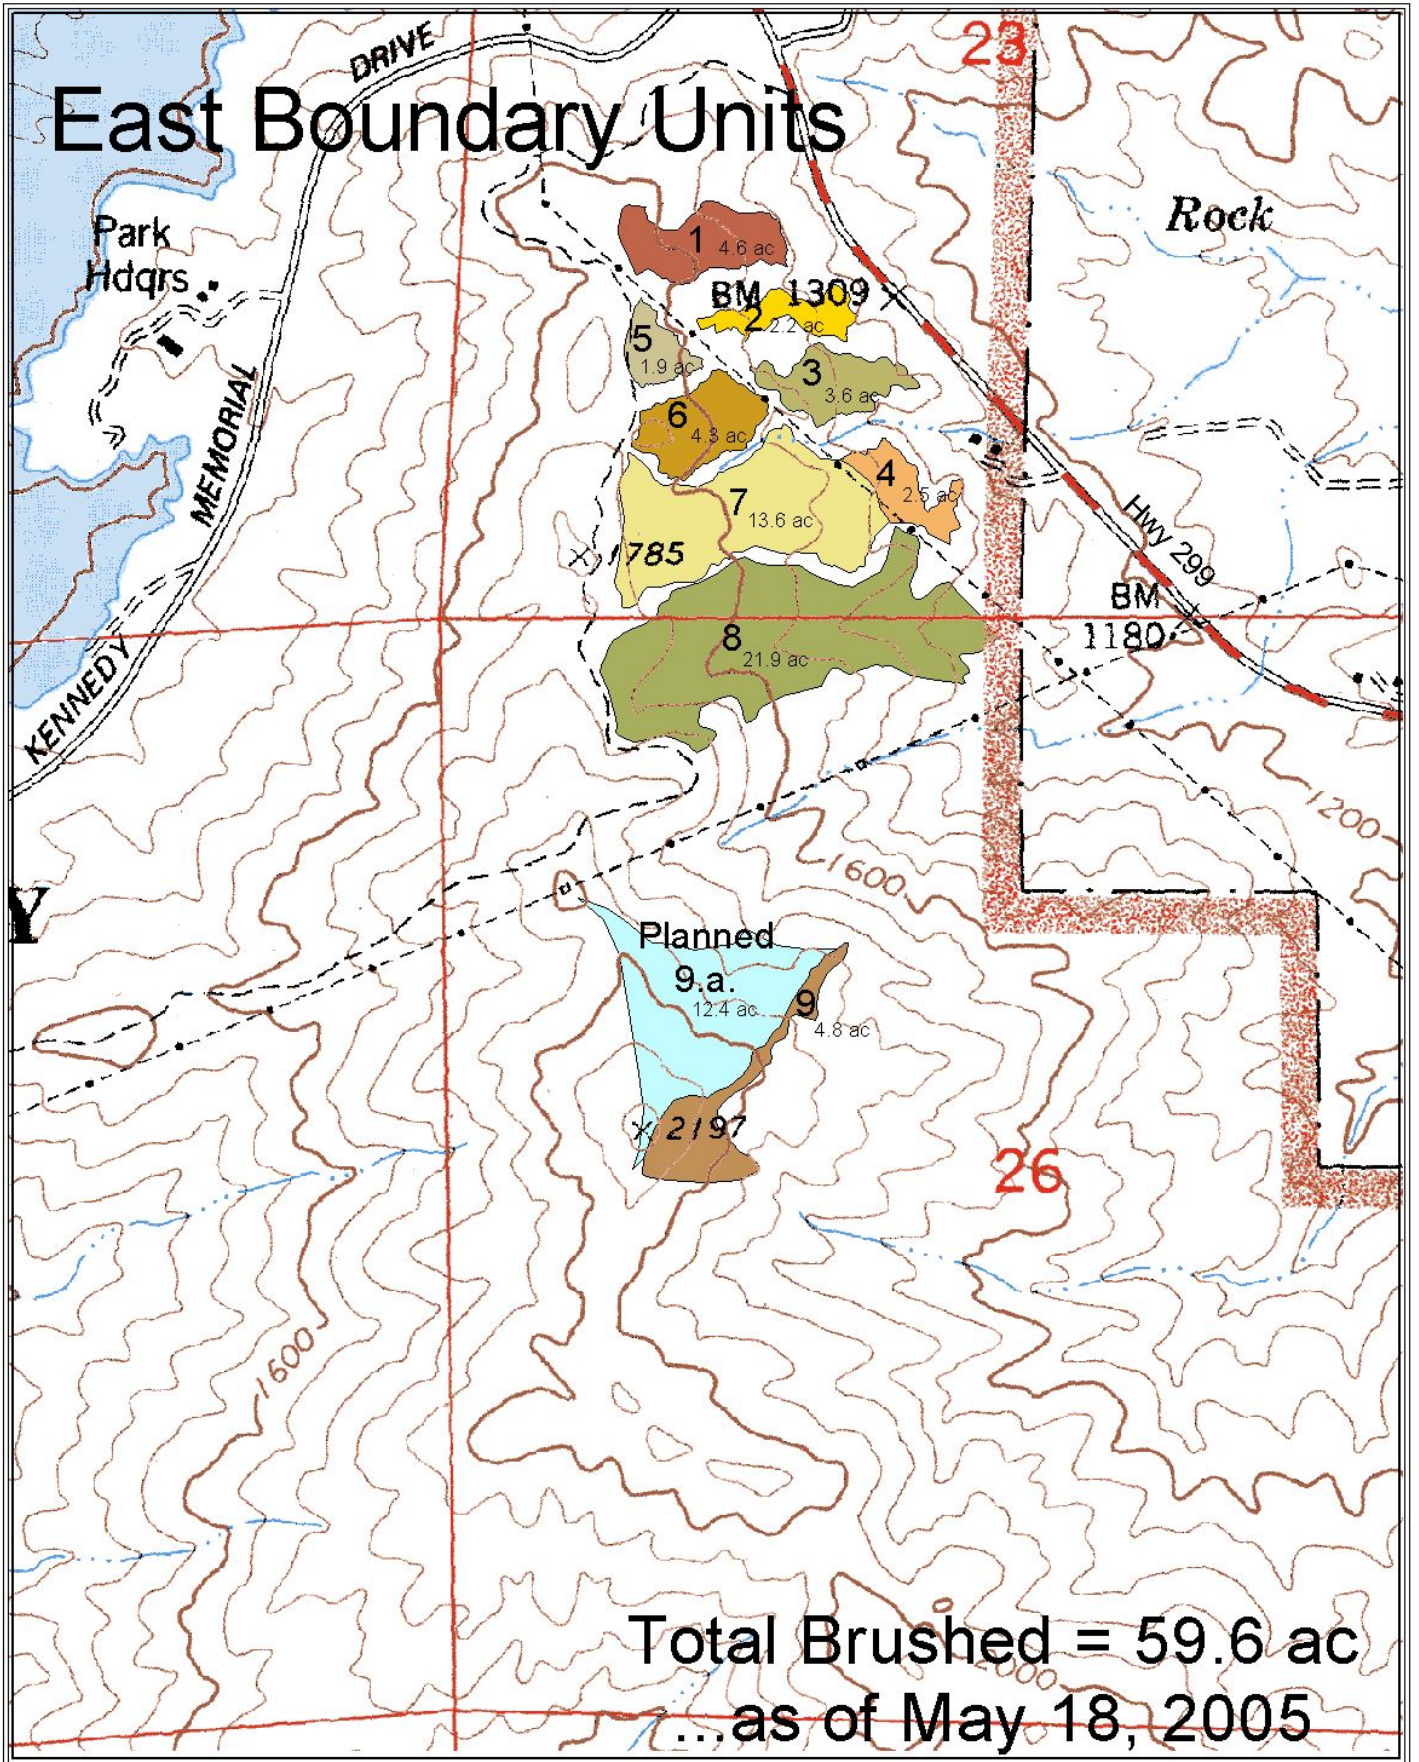 23
DRIVE
East Boundary Units
Rock
Park
Hdqrs
1 4.6 ac
BM 1309
2 2.2 ac
5
1.9 ac
3
3.6 ac
6
4.3 ac
MEMORIAL
4
2.5 ac
7
13.6 ac
Hwy 299
1785
BM
1180
8
21.9 ac
KENNEDY
1200
1600
Y
Planned
9.a.
12.4 ac
9
4.8 ac
2197
26
1600
Total Brushed = 59.6 ac
2000
...as of May 18, 2005